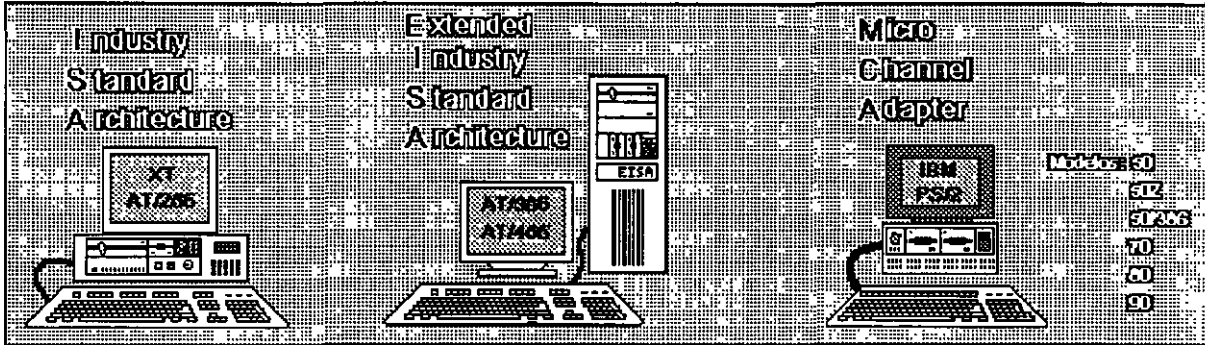 Industry
Standard
Architecture
XT
AT/286
Extended
Industry
Standard
Architecture
EISA
AT/386
AT/486
Micro
Channel
Adapter
IBM
PS/2
Modelos: 50
50Z
70
80
90